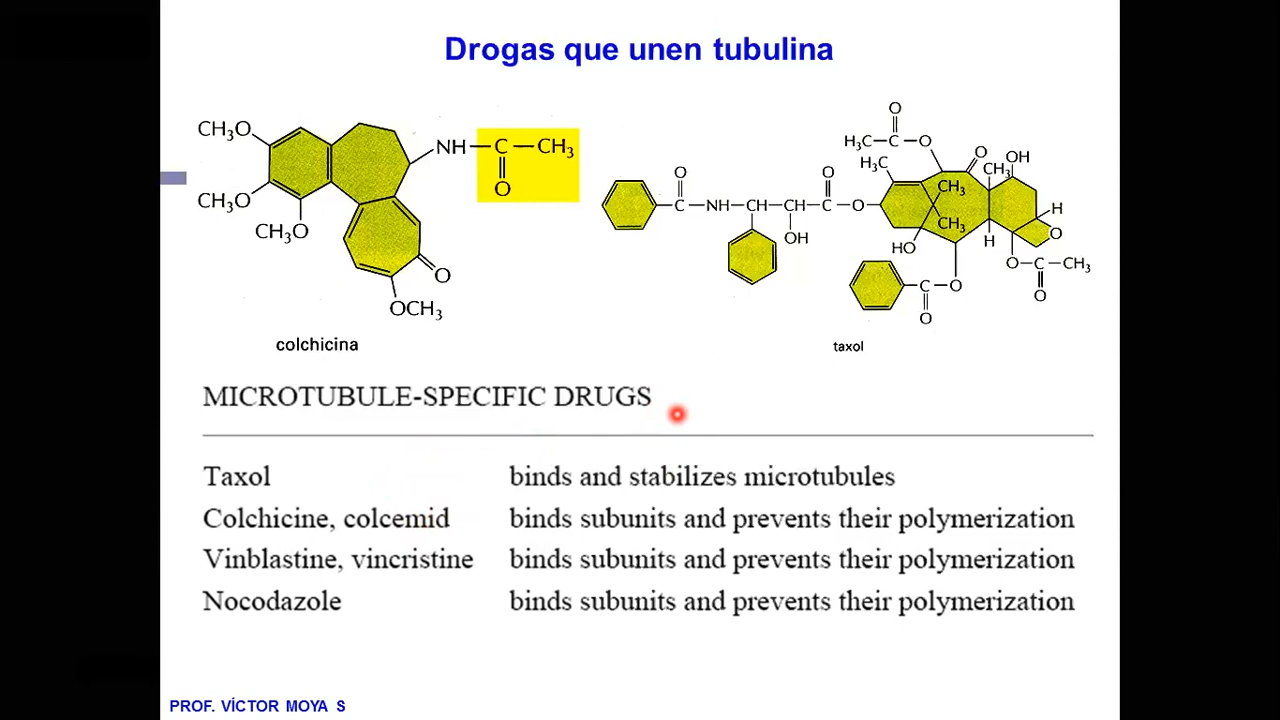 Drogas que unen tubulina
CH₃O
CH₃O
CH₃O
NH—C—CH₃
O
O
OCH₃
colchicina
O
H₃C—C—O
H₃C
O
CH₃
OH
CH₃
CH₃
O
O
C—NH—CH—CH—C—O
OH
HO
H
H
O
O—C—CH₃
O
C—O
O
taxol
MICROTUBULE-SPECIFIC DRUGS
Taxol binds and stabilizes microtubules
Colchicine, colcemid binds subunits and prevents their polymerization
Vinblastine, vincristine binds subunits and prevents their polymerization
Nocodazole binds subunits and prevents their polymerization
PROF. VÍCTOR MOYA S